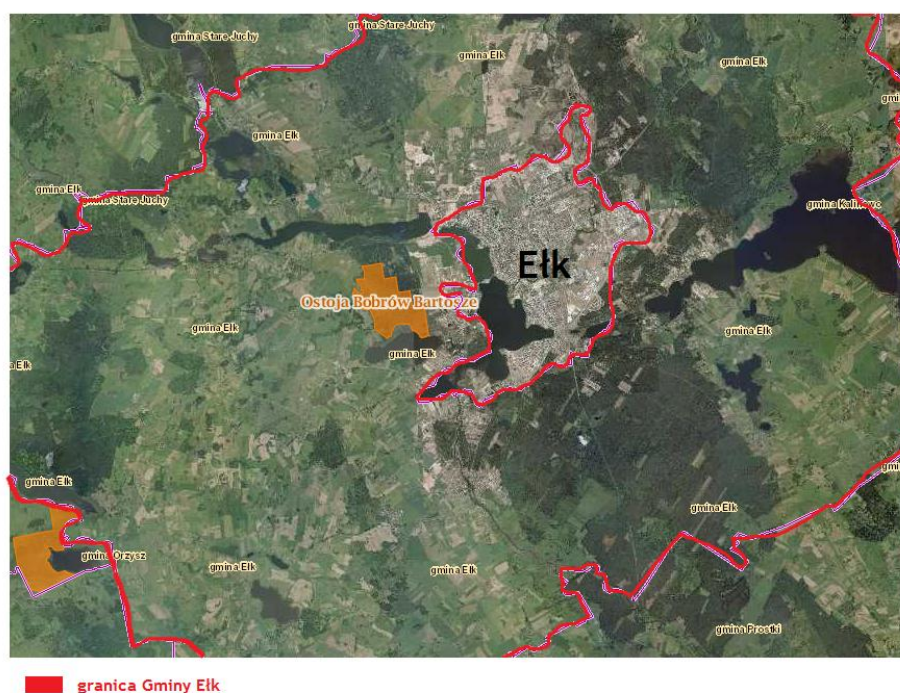 gmina Stare Juchy
gmina Stare Juchy
gmina Ełk
gmina Ełk
gmina Ełk
gmina Ełk
gmina Stare Juchy
gmina Kalinowo
Ełk
Ostoja Bobrów Bartosze
gmina Ełk
gmina Ełk
gmina Ełk
a Ełk
gmina Ełk
gmina Ełk
gmina Orzysz
gmina Ełk
gmina Ełk
gmina Prostki
granica Gminy Ełk